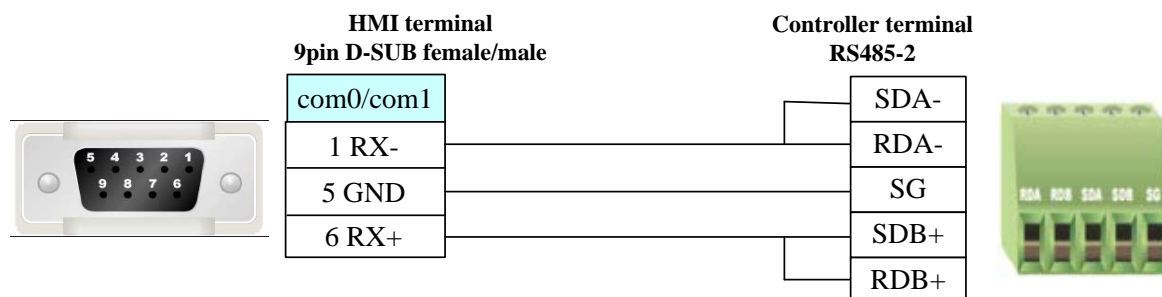 HMI terminal
9pin D-SUB female/male
Controller terminal
RS485-2
com0/com1
1 RX-
5 GND
6 RX+
SDA-
RDA-
SG
SDB+
RDB+
5 4 3 2 1
9 8 7 6
RDA RDB SDA SDB SG